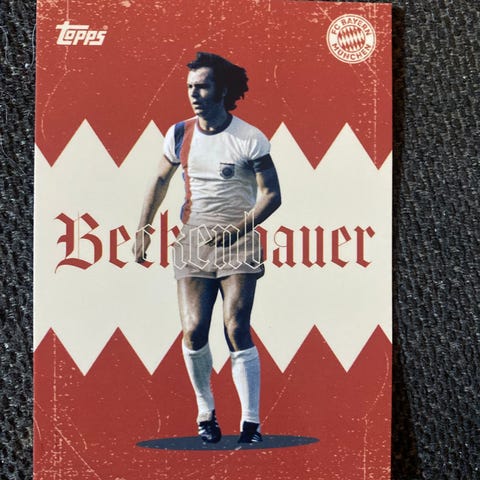 Topps
FC BAYERN
MÜNCHEN
Beckenbauer